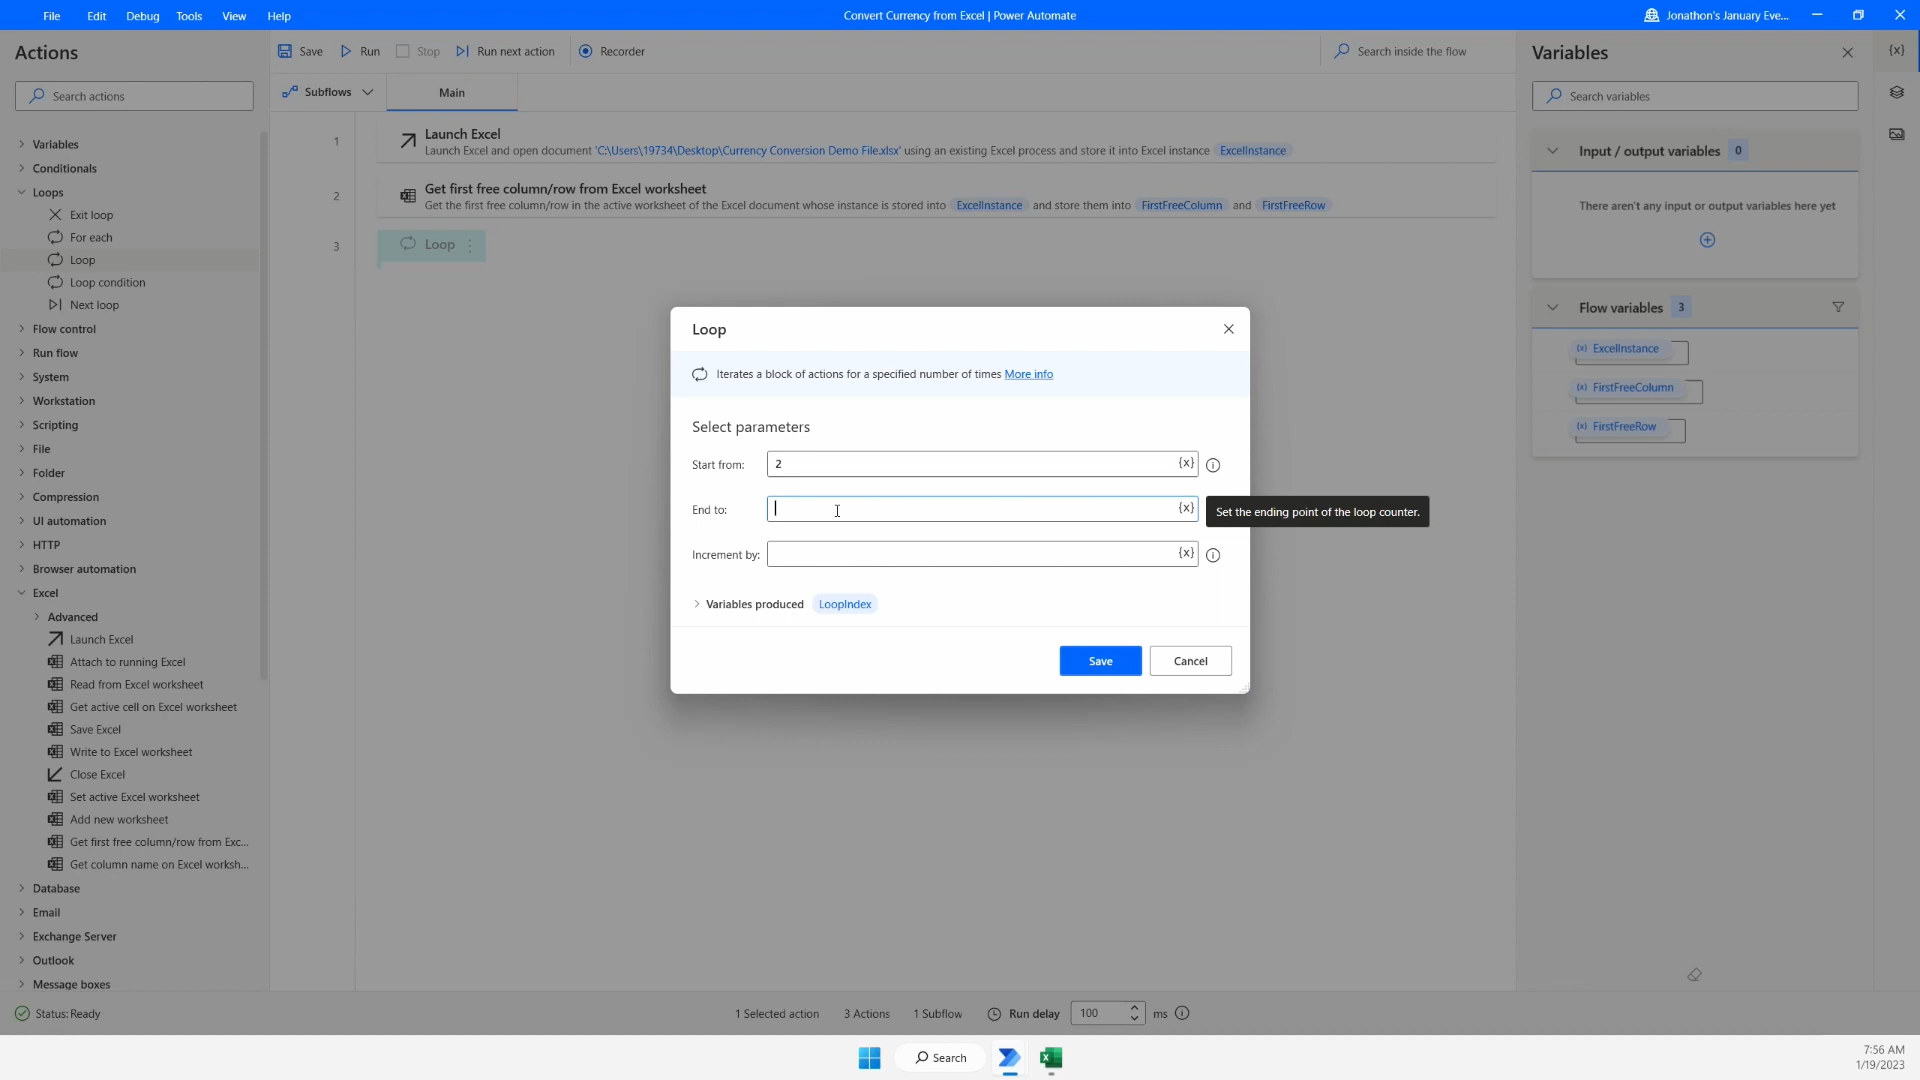 File Edit Debug Tools View Help
Convert Currency from Excel | Power Automate
Jonathon's January Eve...
Actions
Search actions
Variables
Conditionals
Loops
Exit loop
For each
Loop
Loop condition
Next loop
Flow control
Run flow
System
Workstation
Scripting
File
Folder
Compression
UI automation
HTTP
Browser automation
Excel
Advanced
Launch Excel
Attach to running Excel
Read from Excel worksheet
Get active cell on Excel worksheet
Save Excel
Write to Excel worksheet
Close Excel
Set active Excel worksheet
Add new worksheet
Get first free column/row from Exc...
Get column name on Excel worksh...
Database
Email
Exchange Server
Outlook
Message boxes
Save Run Stop Run next action Recorder
Search inside the flow
Subflows Main
1
Launch Excel
Launch Excel and open document 'C:\Users\19734\Desktop\Currency Conversion Demo File.xlsx' using an existing Excel process and store it into Excel instance ExcelInstance
2
Get first free column/row from Excel worksheet
Get the first free column/row in the active worksheet of the Excel document whose instance is stored into ExcelInstance and store them into FirstFreeColumn and FirstFreeRow
3
Loop
Loop
Iterates a block of actions for a specified number of times More info
Select parameters
Start from: 2 {x}
End to: {x}
Set the ending point of the loop counter.
Increment by: {x}
Variables produced LoopIndex
Save Cancel
Variables
{x}
Search variables
Input / output variables 0
There aren't any input or output variables here yet
Flow variables 3
{x} ExcelInstance
{x} FirstFreeColumn
{x} FirstFreeRow
Status: Ready
1 Selected action 3 Actions 1 Subflow Run delay 100 ms
Search
7:56 AM
1/19/2023